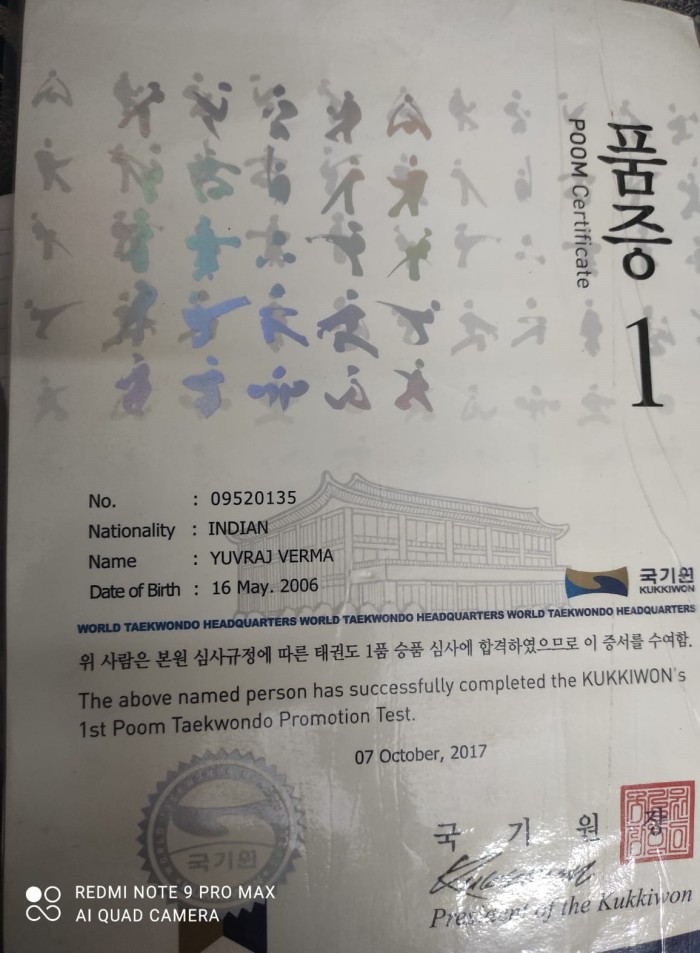 품증
POOM Certificate
1
No. : 09520135
Nationality : INDIAN
Name : YUVRAJ VERMA
Date of Birth : 16 May. 2006
국기원
KUKKIWON
WORLD TAEKWONDO HEADQUARTERS WORLD TAEKWONDO HEADQUARTERS WORLD TAEKWONDO HEADQUARTERS
위 사람은 본원 심사규정에 따른 태권도 1품 승품 심사에 합격하였으므로 이 증서를 수여함.
The above named person has successfully completed the KUKKIWON's
1st Poom Taekwondo Promotion Test.
07 October, 2017
국기원
국 기 원 장
President of the Kukkiwon
REDMI NOTE 9 PRO MAX
AI QUAD CAMERA